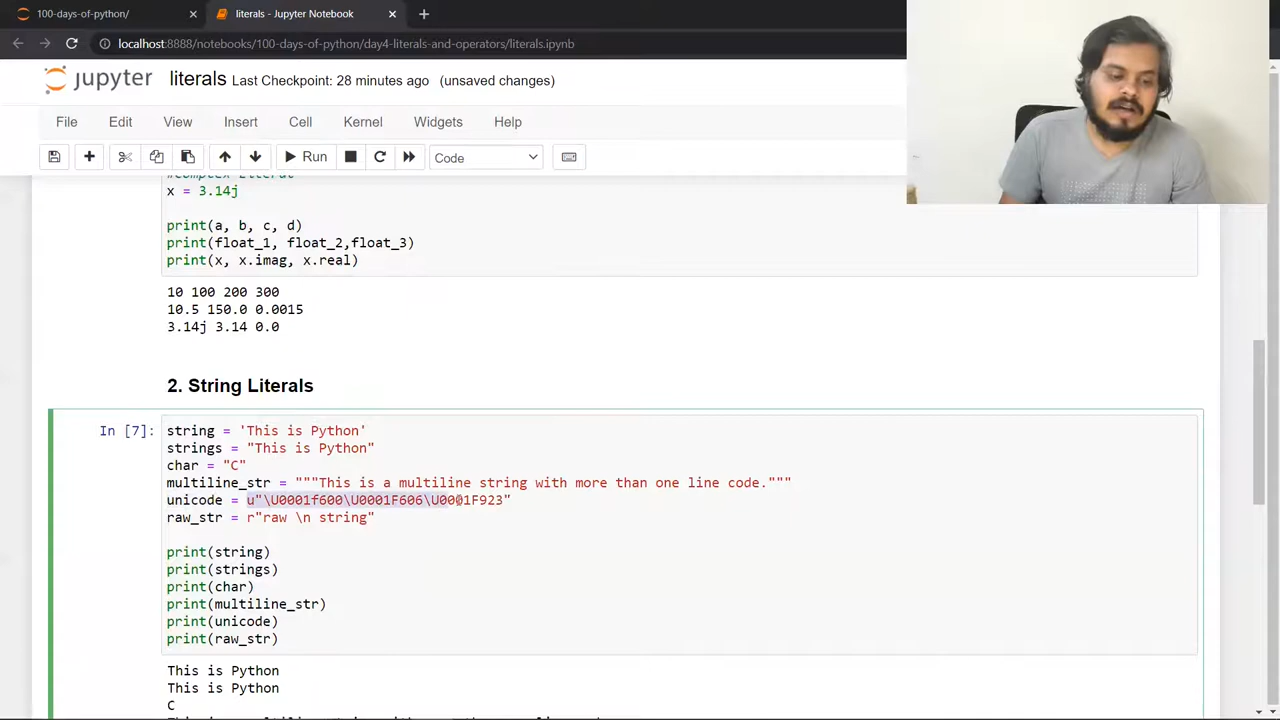 100-days-of-python/
literals - Jupyter Notebook
localhost:8888/notebooks/100-days-of-python/day4-literals-and-operators/literals.ipynb
jupyter literals Last Checkpoint: 28 minutes ago (unsaved changes)
File Edit View Insert Cell Kernel Widgets Help
Run Code
#complex literal
x = 3.14j
print(a, b, c, d)
print(float_1, float_2,float_3)
print(x, x.imag, x.real)
10 100 200 300
10.5 150.0 0.0015
3.14j 3.14 0.0
2. String Literals
In [7]: string = 'This is Python'
strings = "This is Python"
char = "C"
multiline_str = """This is a multiline string with more than one line code."""
unicode = u"\U0001f600\U0001F606\U0001F923"
raw_str = r"raw \n string"
print(string)
print(strings)
print(char)
print(multiline_str)
print(unicode)
print(raw_str)
This is Python
This is Python
C